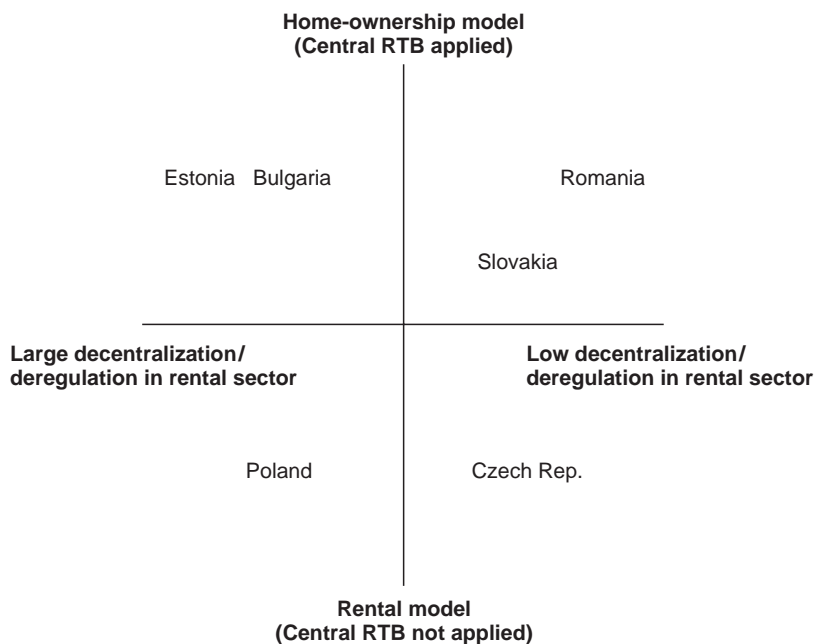 Home-ownership model
(Central RTB applied)
Estonia Bulgaria Romania
Slovakia
Large decentralization/
deregulation in rental sector
Low decentralization/
deregulation in rental sector
Poland Czech Rep.
Rental model
(Central RTB not applied)